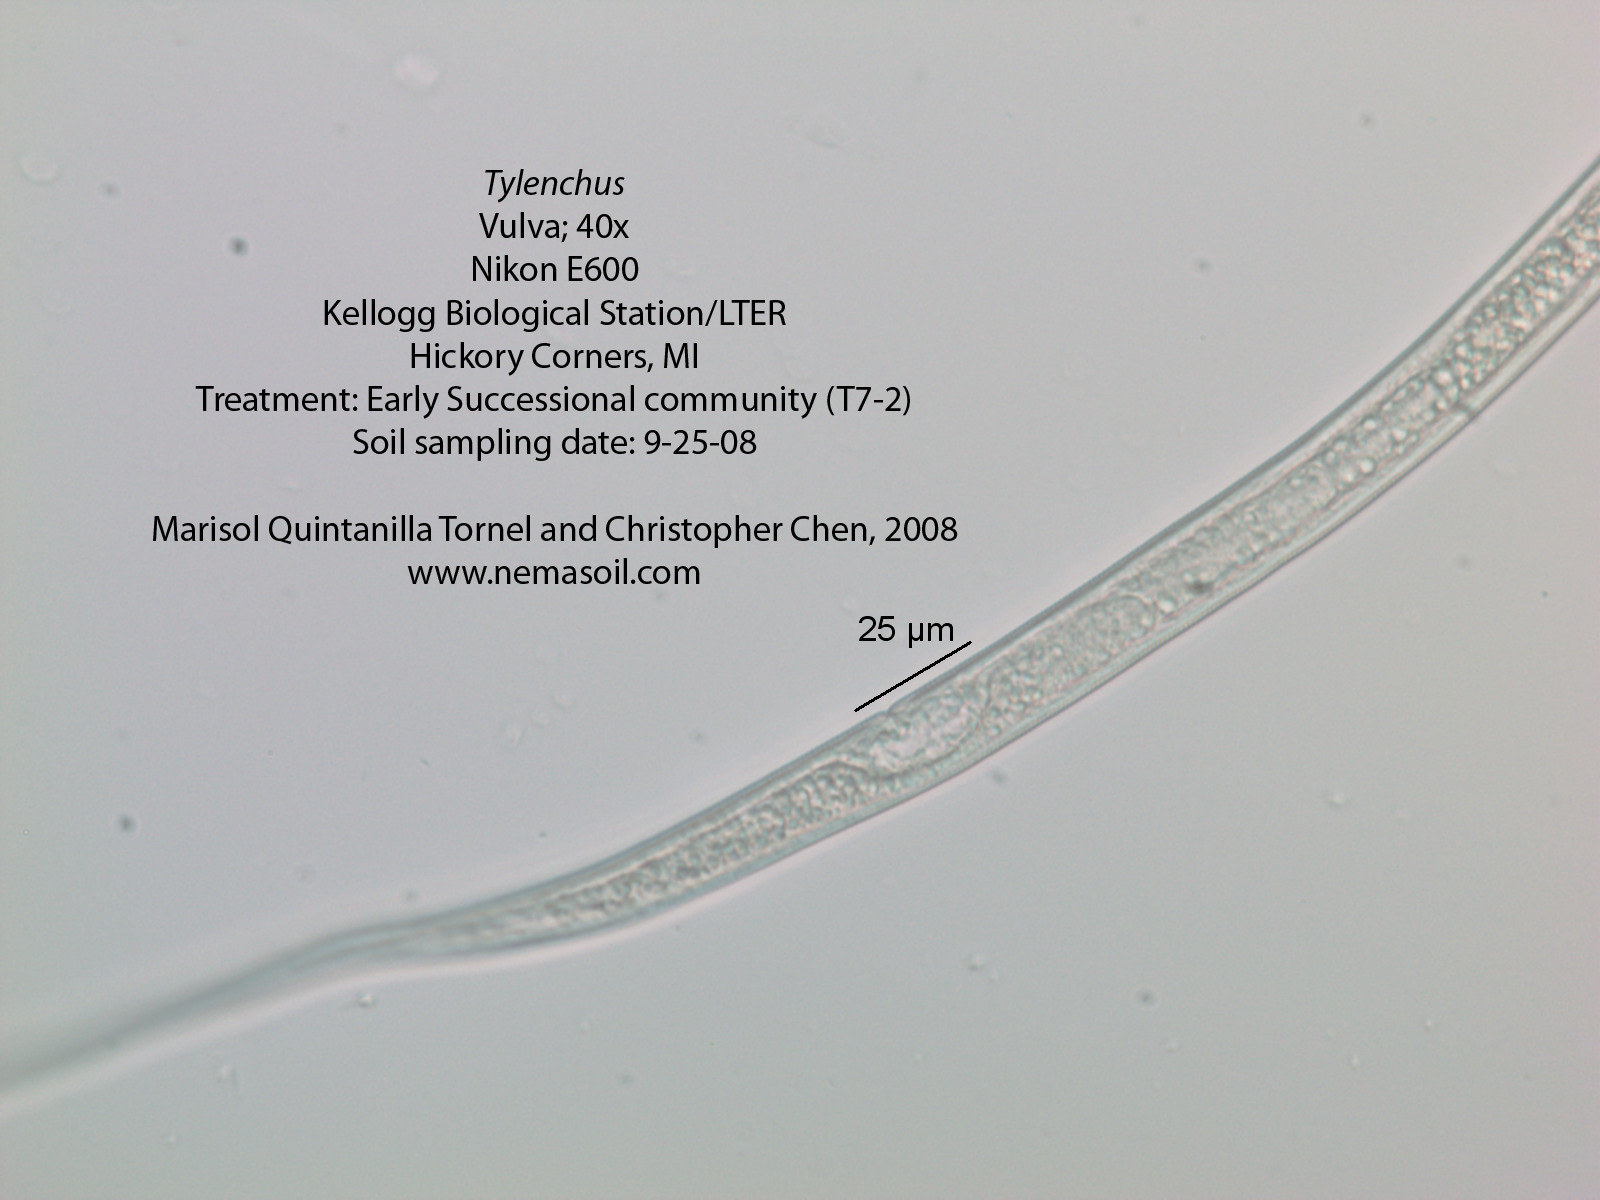 Tylenchus
Vulva; 40x
Nikon E600
Kellogg Biological Station/LTER
Hickory Corners, MI
Treatment: Early Successional community (T7-2)
Soil sampling date: 9-25-08
Marisol Quintanilla Tornel and Christopher Chen, 2008
www.nemasoil.com
25 µm